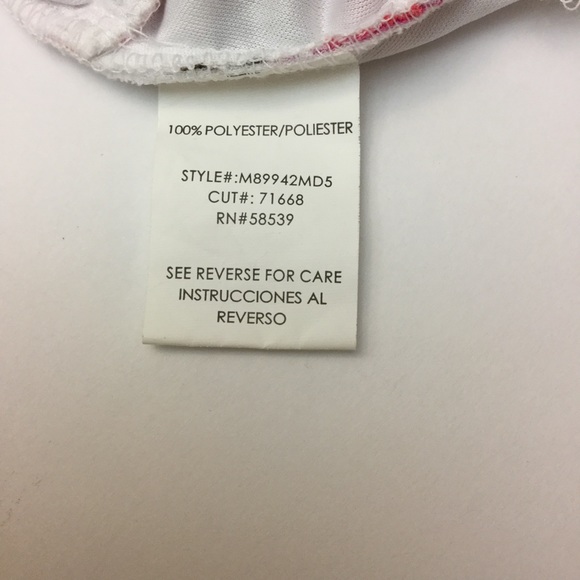 100% POLYESTER/POLIESTER
STYLE#:M89942MD5
CUT#: 71668
RN#58539
SEE REVERSE FOR CARE
INSTRUCCIONES AL
REVERSO